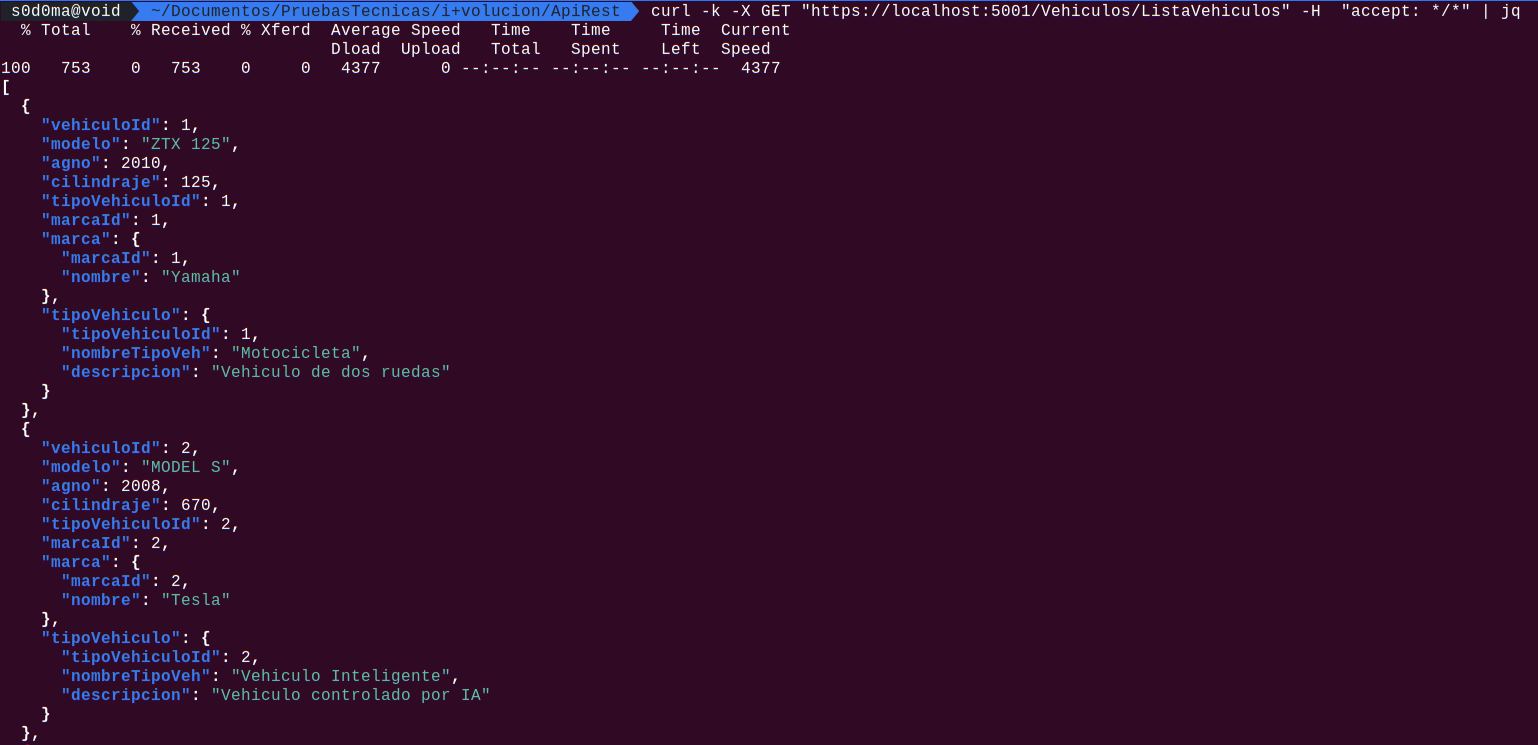 s0d0ma@void ~/Documentos/PruebasTecnicas/i+volucion/ApiRest curl -k -X GET "https://localhost:5001/Vehiculos/ListaVehiculos" -H  "accept: */*" | jq
  % Total    % Received % Xferd  Average Speed   Time    Time     Time  Current
                                 Dload  Upload   Total   Spent    Left  Speed
100   753    0   753    0     0   4377      0 --:--:-- --:--:-- --:--:--  4377
[
  {
    "vehiculoId": 1,
    "modelo": "ZTX 125",
    "agno": 2010,
    "cilindraje": 125,
    "tipoVehiculoId": 1,
    "marcaId": 1,
    "marca": {
      "marcaId": 1,
      "nombre": "Yamaha"
    },
    "tipoVehiculo": {
      "tipoVehiculoId": 1,
      "nombreTipoVeh": "Motocicleta",
      "descripcion": "Vehiculo de dos ruedas"
    }
  },
  {
    "vehiculoId": 2,
    "modelo": "MODEL S",
    "agno": 2008,
    "cilindraje": 670,
    "tipoVehiculoId": 2,
    "marcaId": 2,
    "marca": {
      "marcaId": 2,
      "nombre": "Tesla"
    },
    "tipoVehiculo": {
      "tipoVehiculoId": 2,
      "nombreTipoVeh": "Vehiculo Inteligente",
      "descripcion": "Vehiculo controlado por IA"
    }
  },